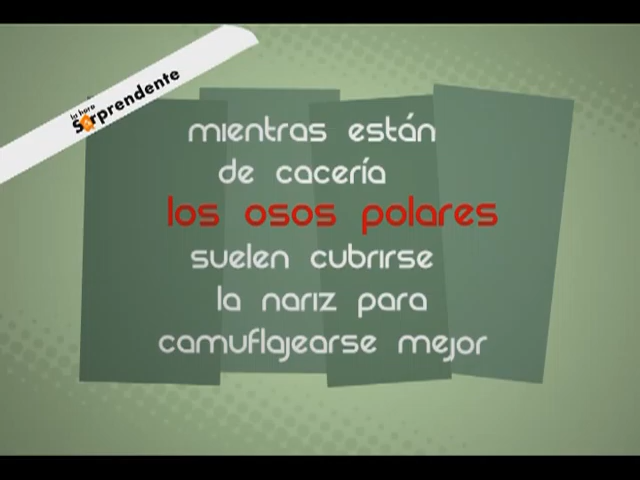 la hora
Sorprendente
mientras están
de cacería
los osos polares
suelen cubrirse
la nariz para
camuflajearse mejor